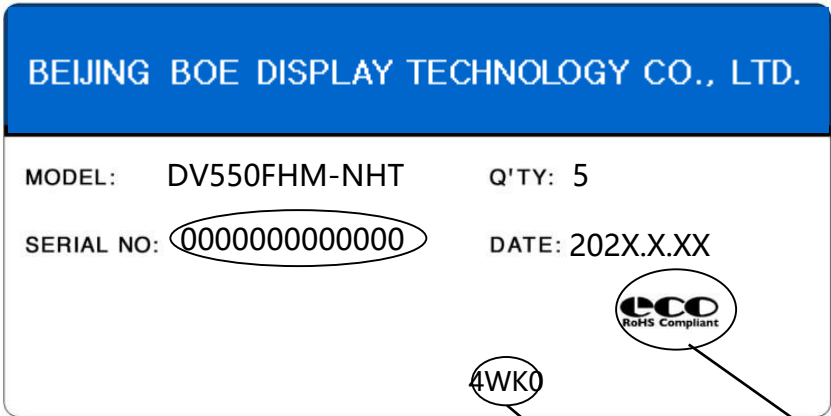 BEIJING BOE DISPLAY TECHNOLOGY CO., LTD.
MODEL: DV550FHM-NHT Q'TY: 5
SERIAL NO: 0000000000000 DATE: 202X.X.XX
eco
RoHS Compliant
4WK0